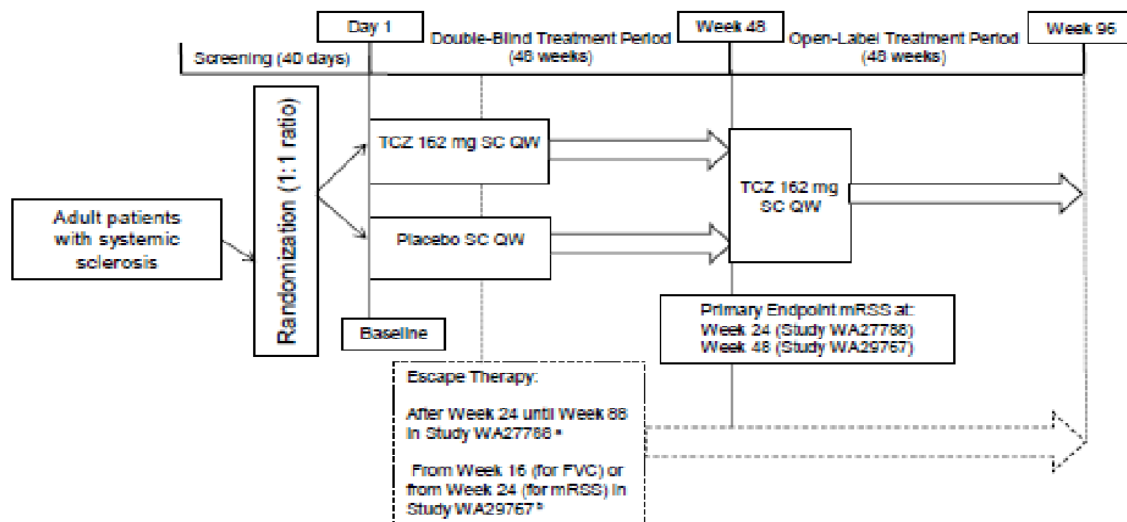 Day 1
Week 48
Week 96
Double-Blind Treatment Period
(48 weeks)
Open-Label Treatment Period
(48 weeks)
Screening (40 days)
Randomization (1:1 ratio)
Adult patients
with systemic
sclerosis
TCZ 162 mg SC QW
Placebo SC QW
TCZ 162 mg
SC QW
Baseline
Primary Endpoint mRSS at:
Week 24 (Study WA27788)
Week 48 (Study WA29767)
Escape Therapy:
After Week 24 until Week 88
in Study WA27788 a
From Week 16 (for FVC) or
from Week 24 (for mRSS) in
Study WA29767 b